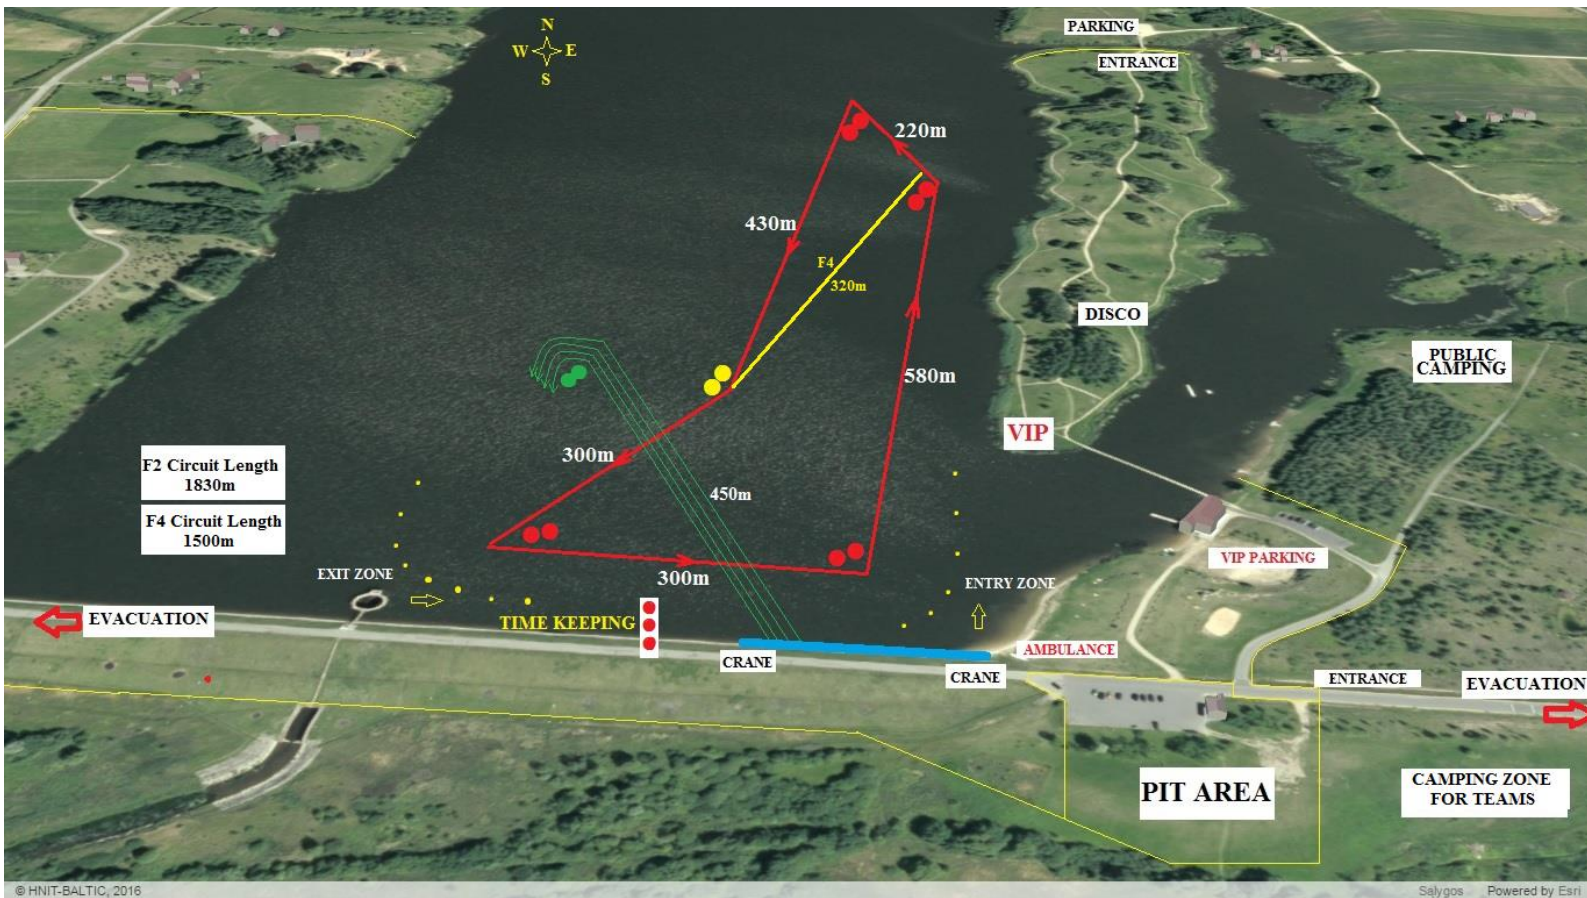 N
W E
S
PARKING
ENTRANCE
220m
430m
F4
320m
DISCO
PUBLIC
CAMPING
580m
VIP
300m
F2 Circuit Length
1830m
450m
F4 Circuit Length
1500m
VIP PARKING
EXIT ZONE
300m
ENTRY ZONE
EVACUATION
TIME KEEPING
AMBULANCE
CRANE
CRANE
ENTRANCE
EVACUATION
PIT AREA
CAMPING ZONE
FOR TEAMS
© HNIT-BALTIC, 2016
Sąlygos Powered by Esri